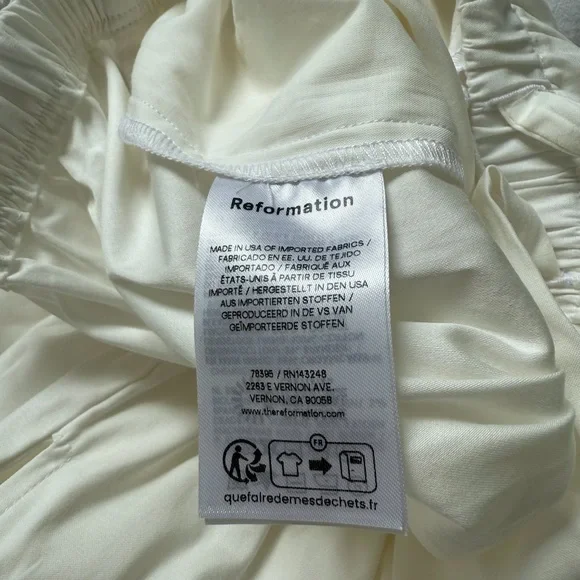 Reformation
MADE IN USA OF IMPORTED FABRICS /
FABRICADO EN EE. UU. DE TEJIDO
IMPORTADO / FABRIQUÉ AUX
ÉTATS-UNIS À PARTIR DE TISSU
IMPORTÉ / HERGESTELLT IN DEN USA
AUS IMPORTIERTEN STOFFEN /
GEPRODUCEERD IN DE VS VAN
GEÏMPORTEERDE STOFFEN
78395 / RN143248
2263 E VERNON AVE.
VERNON, CA 90058
www.thereformation.com
FR
quefairedemesdechets.fr